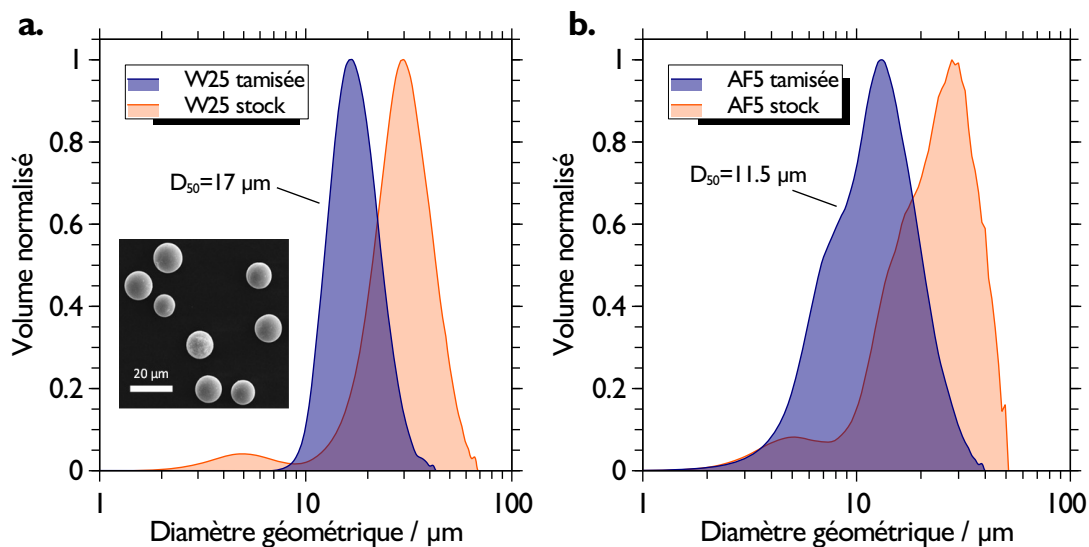 a.
W25 tamisée
W25 stock
D50=17 µm
20 µm
Volume normalisé
1
0.8
0.6
0.4
0.2
0
1
10
100
Diamètre géométrique / µm
b.
AF5 tamisée
AF5 stock
D50=11.5 µm
Volume normalisé
1
0.8
0.6
0.4
0.2
0
1
10
100
Diamètre géométrique / µm